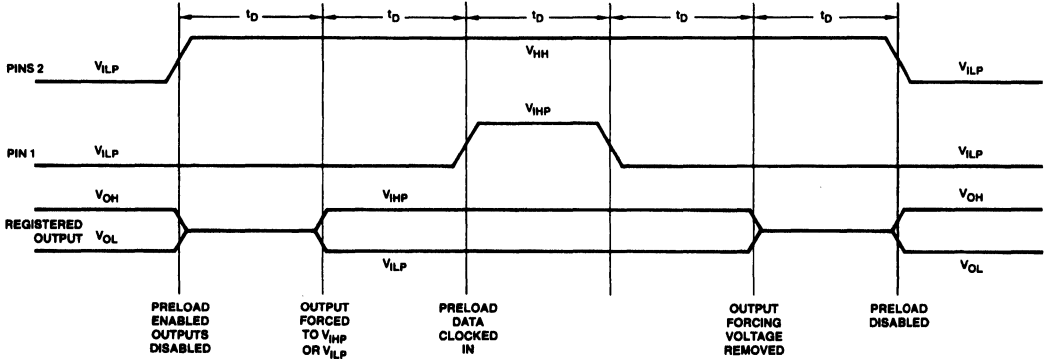 tD tD tD tD tD
PINS 2 VILP VHH VILP
VIHP
PIN 1 VILP VILP
VOH VIHP VOH
REGISTERED
OUTPUT VOL
VILP VOL
PRELOAD
ENABLED
OUTPUTS
DISABLED
OUTPUT
FORCED
TO VIHP
OR VILP
PRELOAD
DATA
CLOCKED
IN
OUTPUT
FORCING
VOLTAGE
REMOVED
PRELOAD
DISABLED